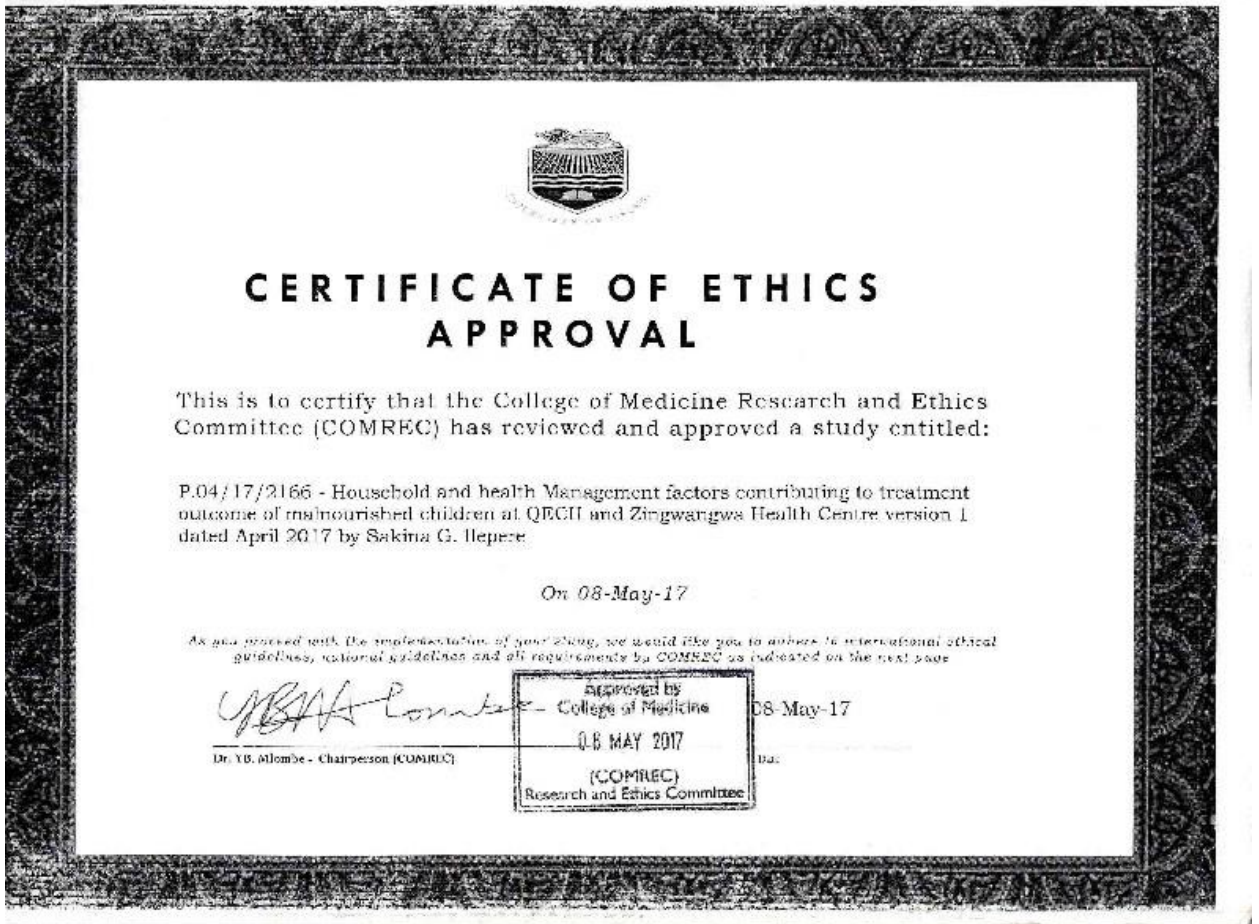 CERTIFICATE OF ETHICS
APPROVAL
This is to certify that the College of Medicine Research and Ethics
Committee (COMREC) has reviewed and approved a study entitled:
P.04/17/2166 - Household and health Management factors contributing to treatment
outcome of malnourished children at QECH and Zingwangwa Health Centre version 1
dated April 2017 by Sakina G.
On 08-May-17
As you proceed with the implementation of your study, we would like you to adhere to international ethical
guidelines, national guidelines and all requirements by COMREC as indicated on the next page
Approved by
College of Medicine
08 MAY 2017
(COMREC)
Research and Ethics Committee
08-May-17
Dr. YB. Mlombe - Chairperson (COMREC)